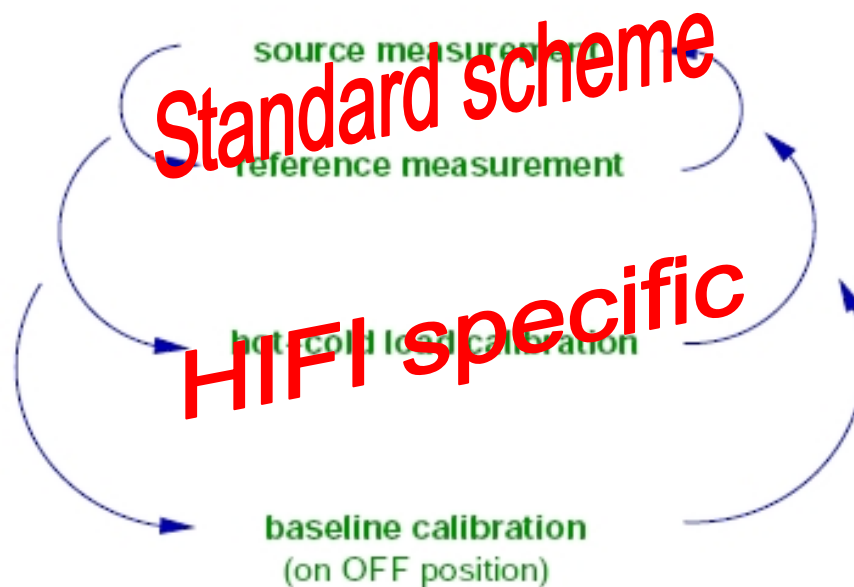 source measurement
Standard scheme
reference measurement
HIFI specific
hot-cold load calibration
baseline calibration
(on OFF position)